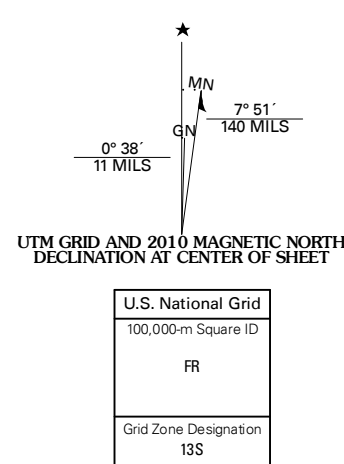 ★
MN
7° 51´
140 MILS
GN
0° 38´
11 MILS
UTM GRID AND 2010 MAGNETIC NORTH
DECLINATION AT CENTER OF SHEET
U.S. National Grid
100,000-m Square ID
FR
Grid Zone Designation
13S